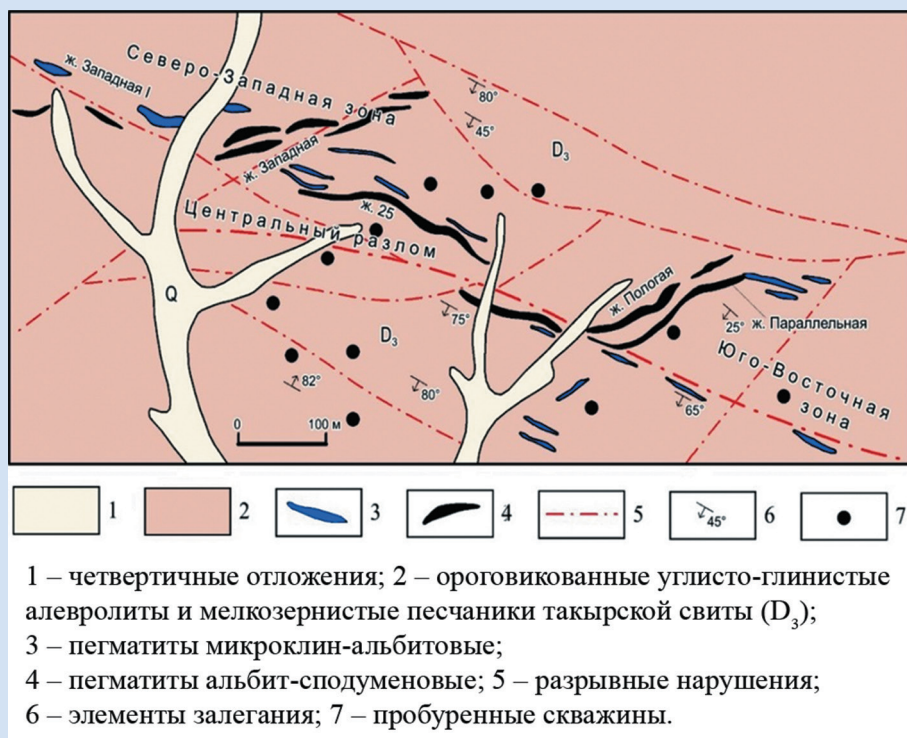 Северо-Западная зона
ж. Западная I
80°
45°
D₃
ж. Западная
ж. 25
Центральный разлом
Q
ж. Пологая
75°
25°
ж. Параллельная
D₃
Юго-Восточная
зона
82°
80°
65°
0 100 м
1 2 3 4 5 45° 6 7
1 – четвертичные отложения; 2 – ороговикованные углисто-глинистые
алевролиты и мелкозернистые песчаники такырской свиты (D₃);
3 – пегматиты микроклин-альбитовые;
4 – пегматиты альбит-сподуменовые; 5 – разрывные нарушения;
6 – элементы залегания; 7 – пробуренные скважины.